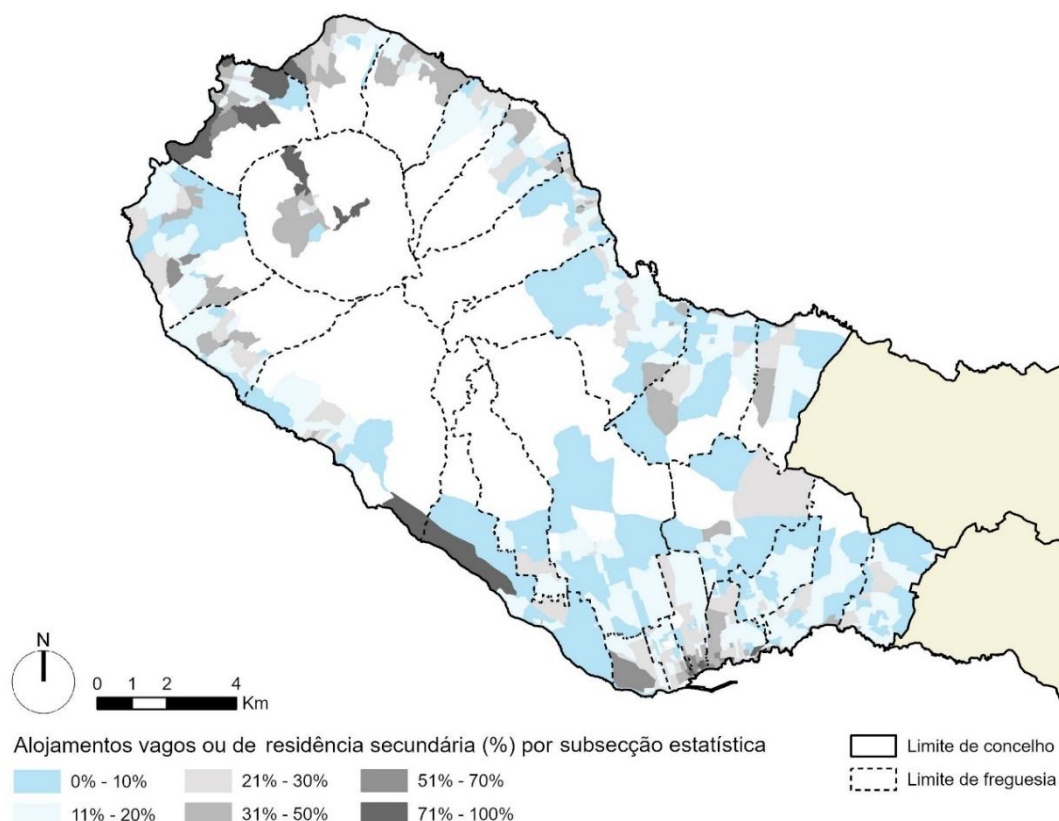 N
0 1 2 4
Km
Alojamentos vagos ou de residência secundária (%) por subsecção estatística
0% - 10% 21% - 30% 51% - 70%
11% - 20% 31% - 50% 71% - 100%
Limite de concelho
Limite de freguesia